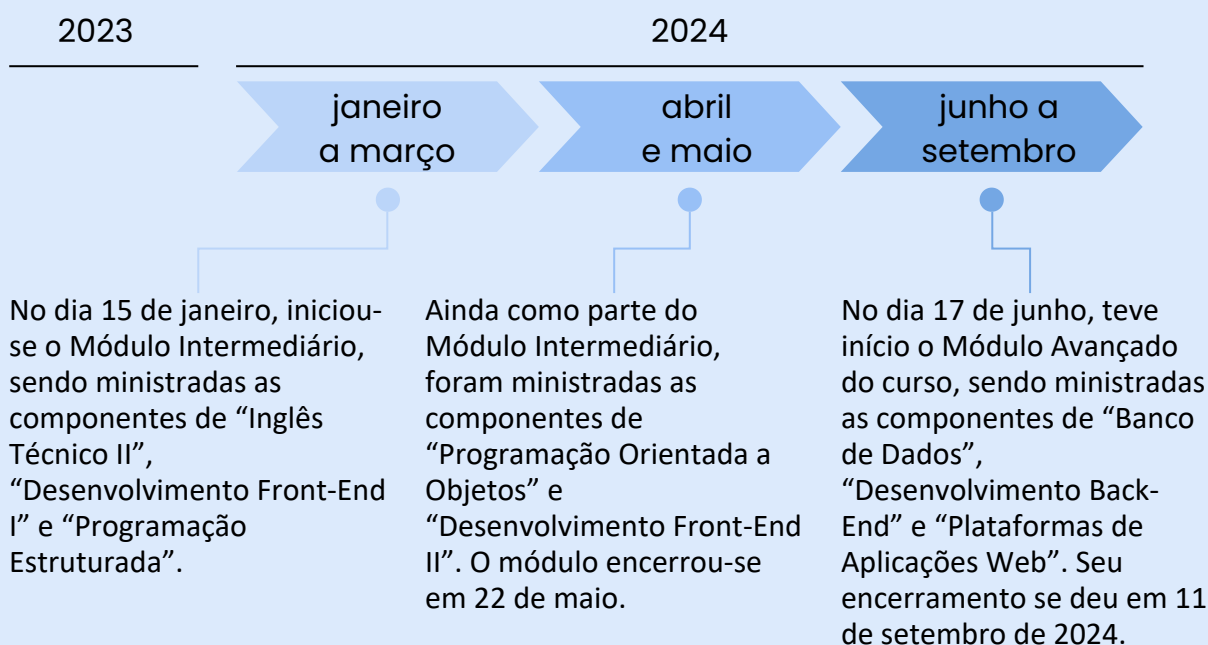 2023
2024
janeiro
a março
abril
e maio
junho a
setembro
No dia 15 de janeiro, iniciou-
se o Módulo Intermediário,
sendo ministradas as
componentes de “Inglês
Técnico II”,
“Desenvolvimento Front-End
I” e “Programação
Estruturada”.
Ainda como parte do
Módulo Intermediário,
foram ministradas as
componentes de
“Programação Orientada a
Objetos” e
“Desenvolvimento Front-End
II”. O módulo encerrou-se
em 22 de maio.
No dia 17 de junho, teve
início o Módulo Avançado
do curso, sendo ministradas
as componentes de “Banco
de Dados”,
“Desenvolvimento Back-
End” e “Plataformas de
Aplicações Web”. Seu
encerramento se deu em 11
de setembro de 2024.